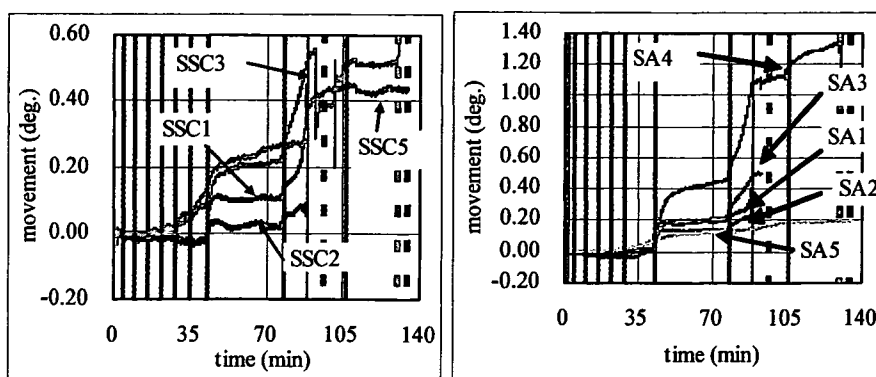 0.60
0.40
0.20
0.00
-0.20
movement (deg.)
SSC3
SSC1
SSC5
SSC2
0 35 70 105 140
time (min)
1.40
1.20
1.00
0.80
0.60
0.40
0.20
0.00
-0.20
movement (deg.)
SA4
SA3
SA1
SA2
SA5
0 35 70 105 140
time (min)